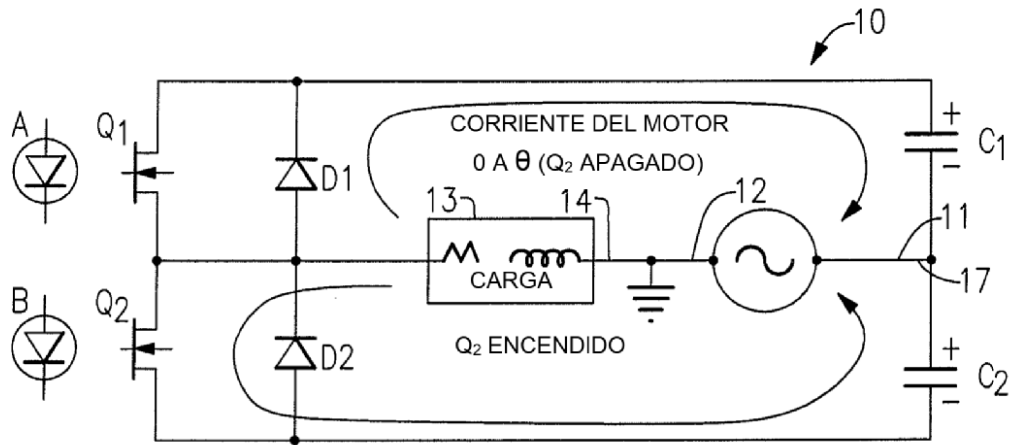 10
A
Q1
D1
CORRIENTE DEL MOTOR
0 A θ (Q2 APAGADO)
+
C1
-
13
14
12
11
CARGA
17
B
Q2
D2
Q2 ENCENDIDO
+
C2
-